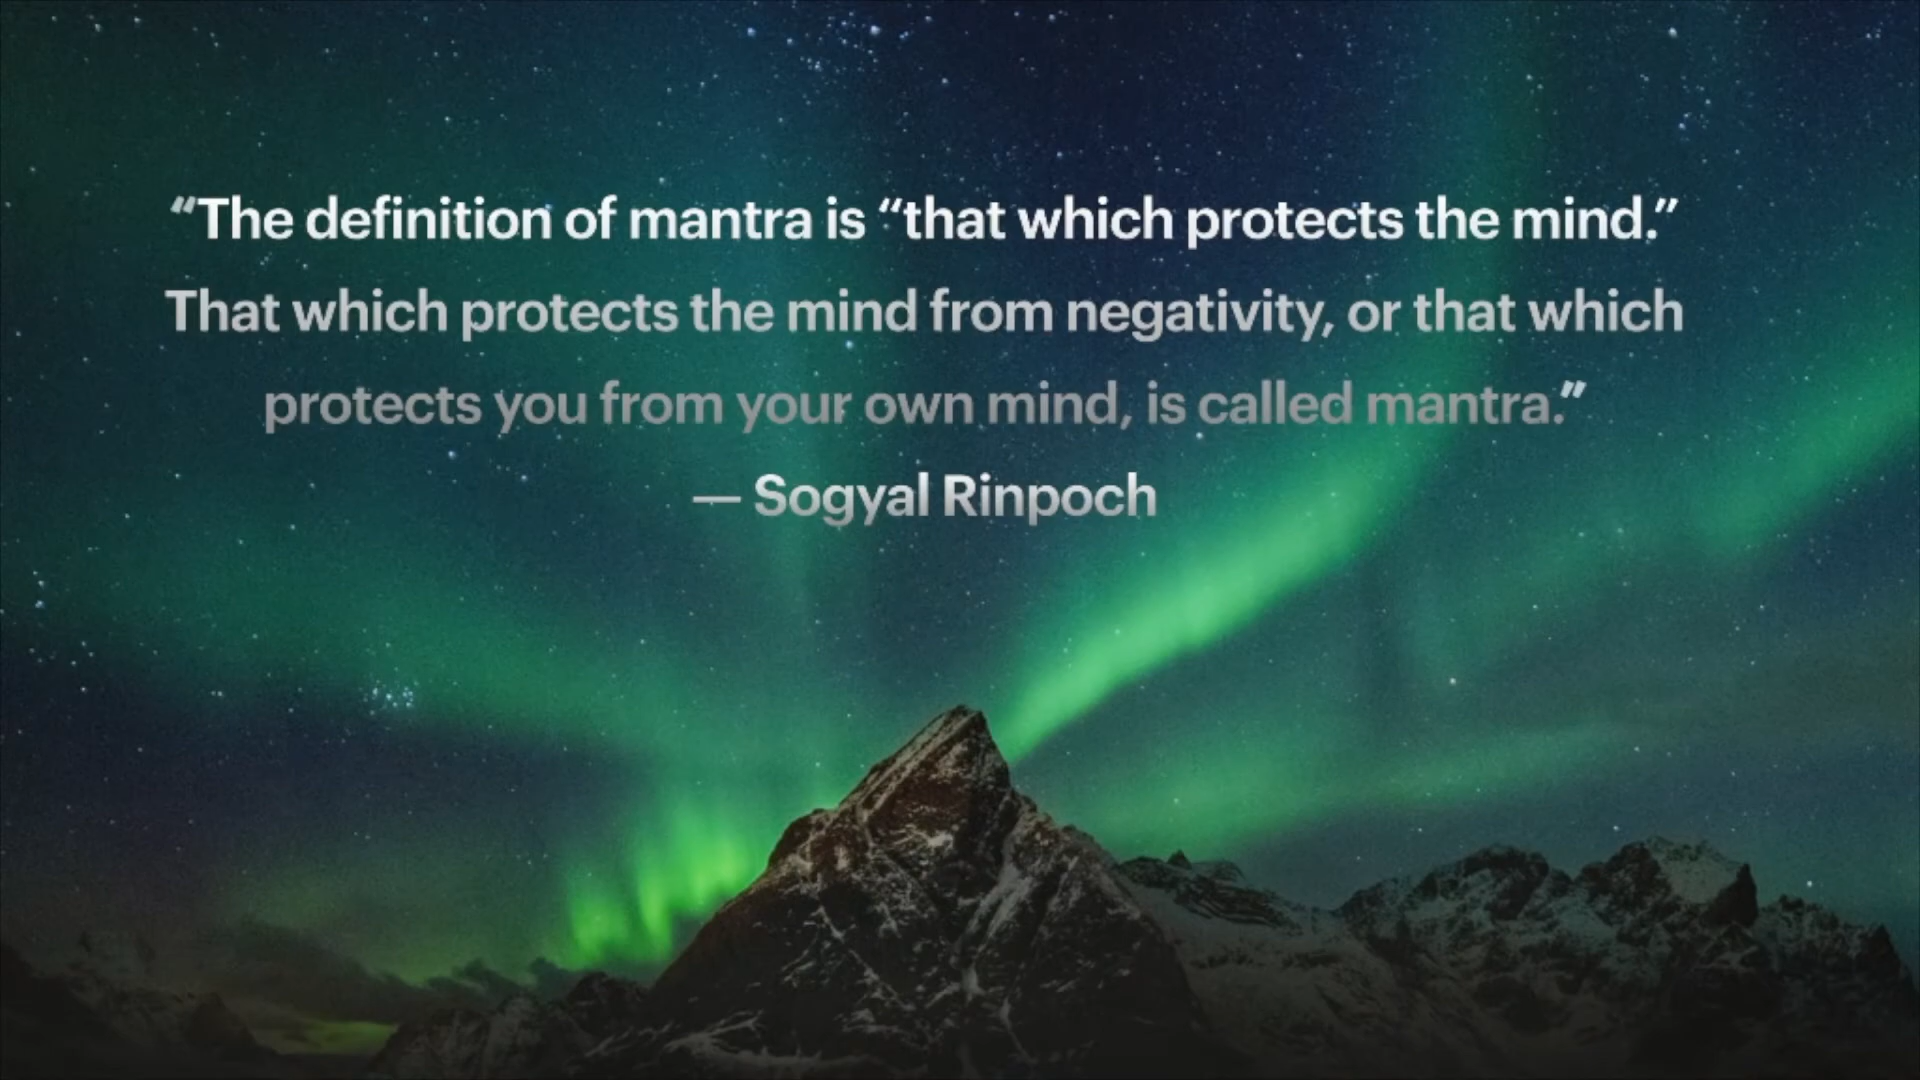 “The definition of mantra is “that which protects the mind.”
That which protects the mind from negativity, or that which
protects you from your own mind, is called mantra.”
— Sogyal Rinpoch